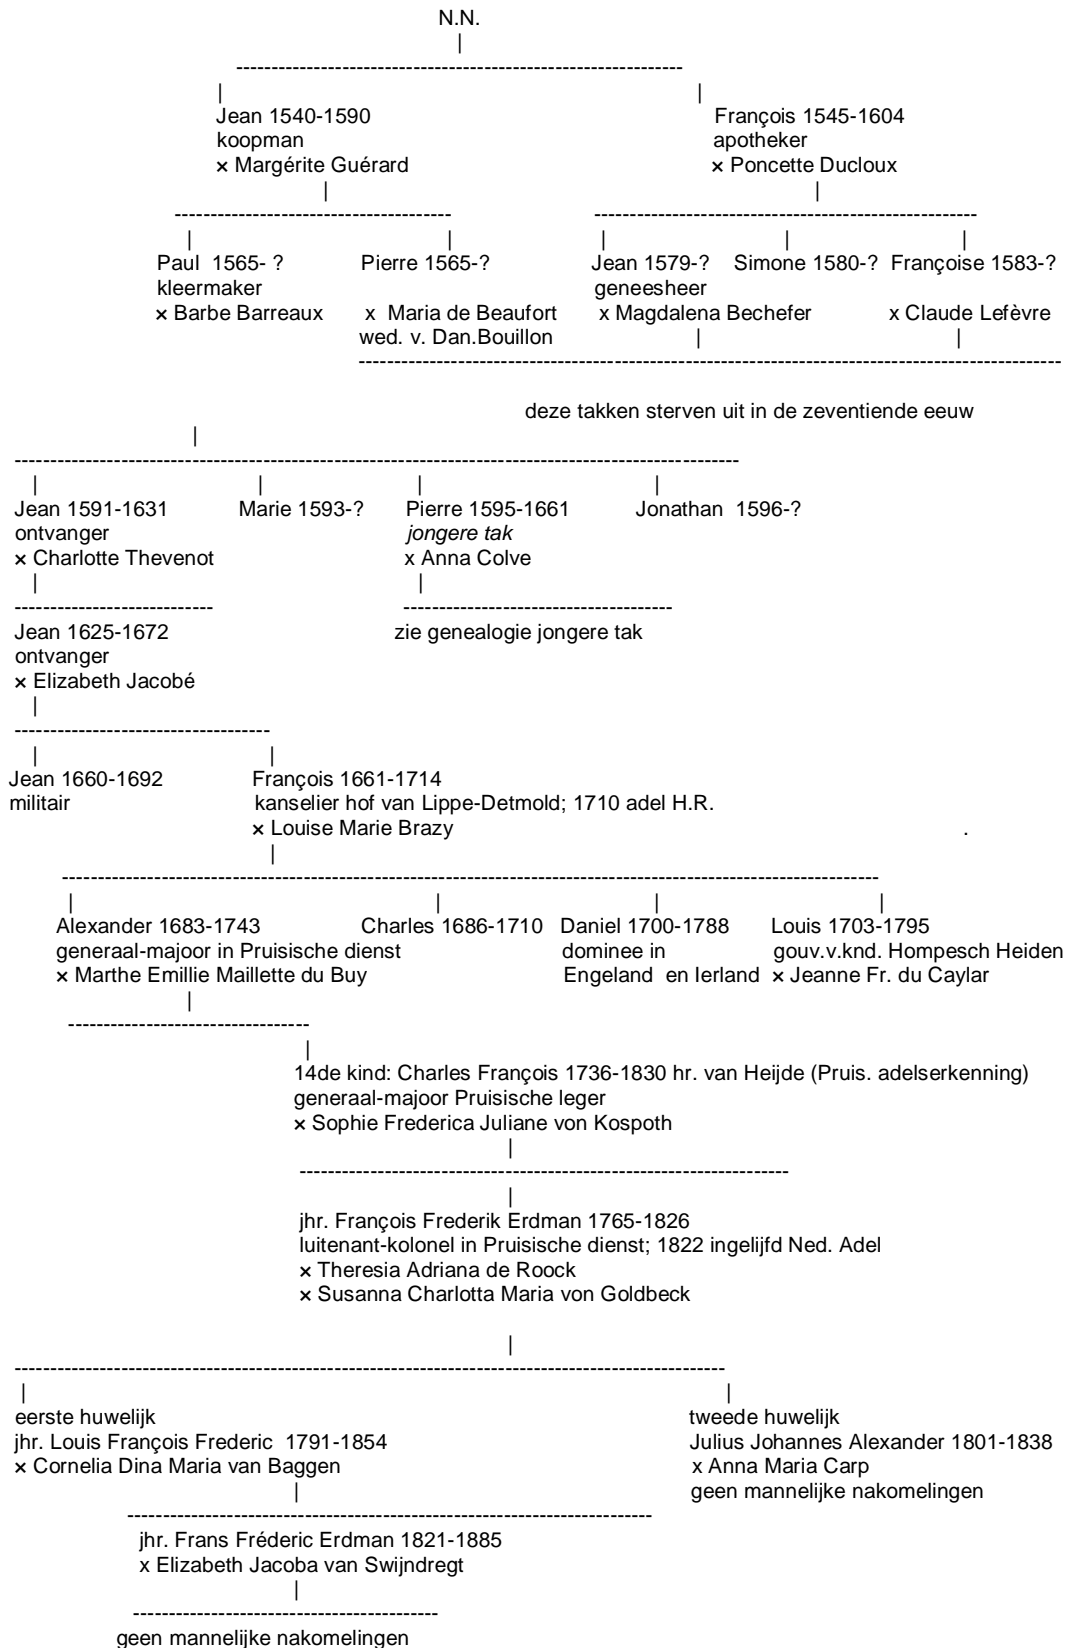 N.N.
Jean 1540-1590 François 1545-1604
koopman apotheker
× Margérite Guérard × Poncette Ducloux
Paul 1565- ? Pierre 1565-? Jean 1579-? Simone 1580-? Françoise 1583-?
kleermaker geneesheer
× Barbe Barreaux x Maria de Beaufort x Magdalena Bechefer x Claude Lefèvre
wed. v. Dan.Bouillon
deze takken sterven uit in de zeventiende eeuw
Jean 1591-1631 Marie 1593-? Pierre 1595-1661 Jonathan 1596-?
ontvanger jongere tak
× Charlotte Thevenot x Anna Colve
Jean 1625-1672 zie genealogie jongere tak
ontvanger
× Elizabeth Jacobé
Jean 1660-1692 François 1661-1714
militair kanselier hof van Lippe-Detmold; 1710 adel H.R.
× Louise Marie Brazy .
Alexander 1683-1743 Charles 1686-1710 Daniel 1700-1788 Louis 1703-1795
generaal-majoor in Pruisische dienst dominee in gouv.v.knd. Hompesch Heiden
× Marthe Emillie Maillette du Buy Engeland en Ierland × Jeanne Fr. du Caylar
14de kind: Charles François 1736-1830 hr. van Heijde (Pruis. adelserkenning)
generaal-majoor Pruisische leger
× Sophie Frederica Juliane von Kospoth
jhr. François Frederik Erdman 1765-1826
luitenant-kolonel in Pruisische dienst; 1822 ingelijfd Ned. Adel
× Theresia Adriana de Roock
× Susanna Charlotta Maria von Goldbeck
eerste huwelijk tweede huwelijk
jhr. Louis François Frederic 1791-1854 Julius Johannes Alexander 1801-1838
× Cornelia Dina Maria van Baggen x Anna Maria Carp
geen mannelijke nakomelingen
jhr. Frans Fréderic Erdman 1821-1885
x Elizabeth Jacoba van Swijndregt
geen mannelijke nakomelingen